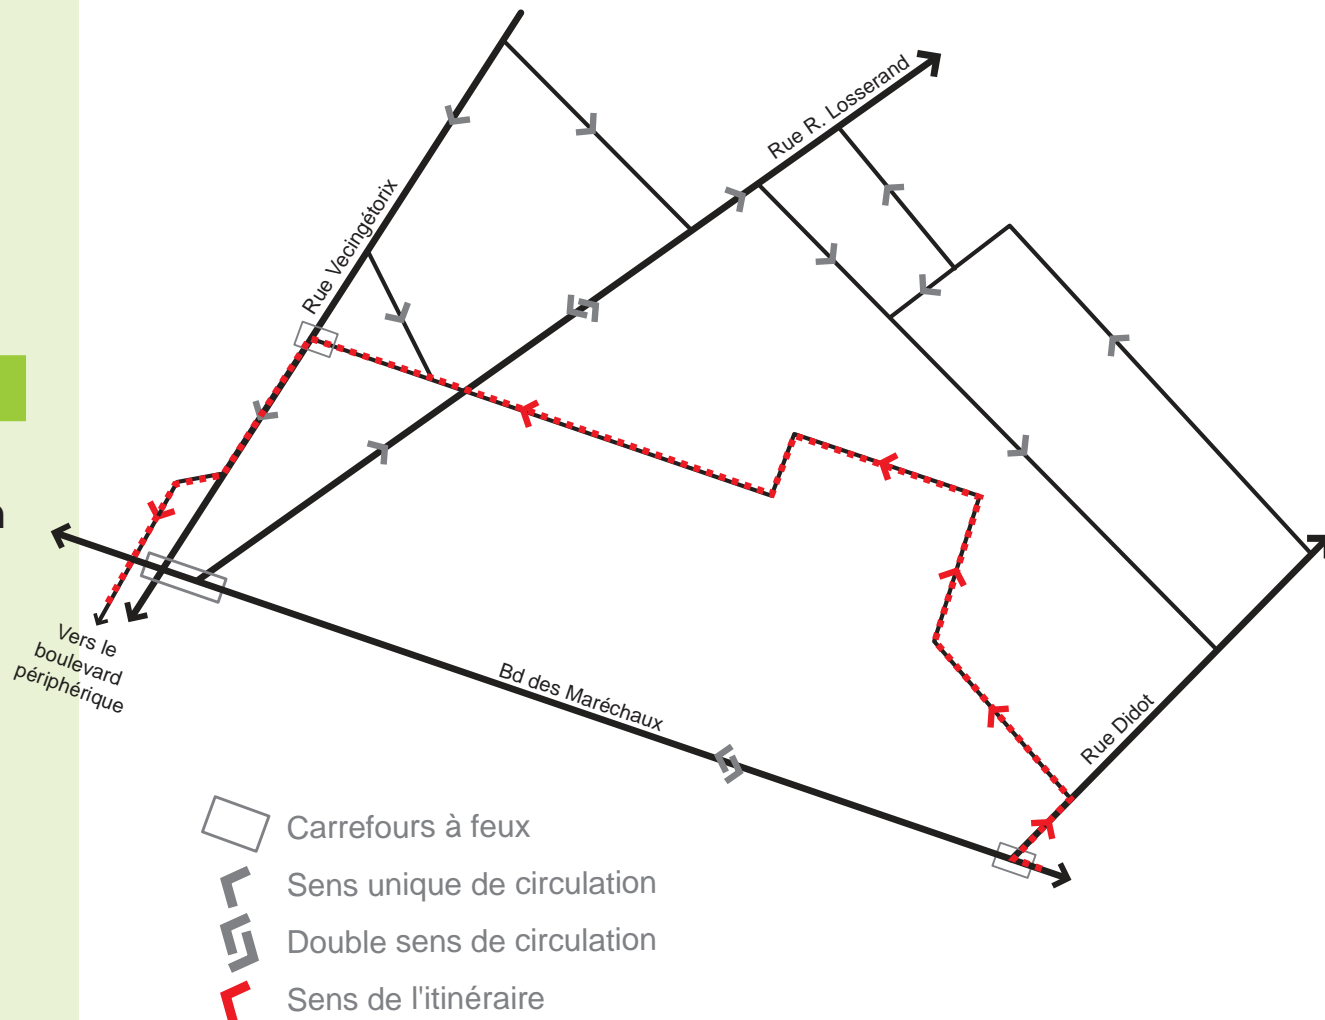 Rue R. Losserand
Rue Vecingétorix
n
Vers le
boulevard
périphérique
Bd des Maréchaux
Rue Didot
Carrefours à feux
Sens unique de circulation
Double sens de circulation
Sens de l'itinéraire